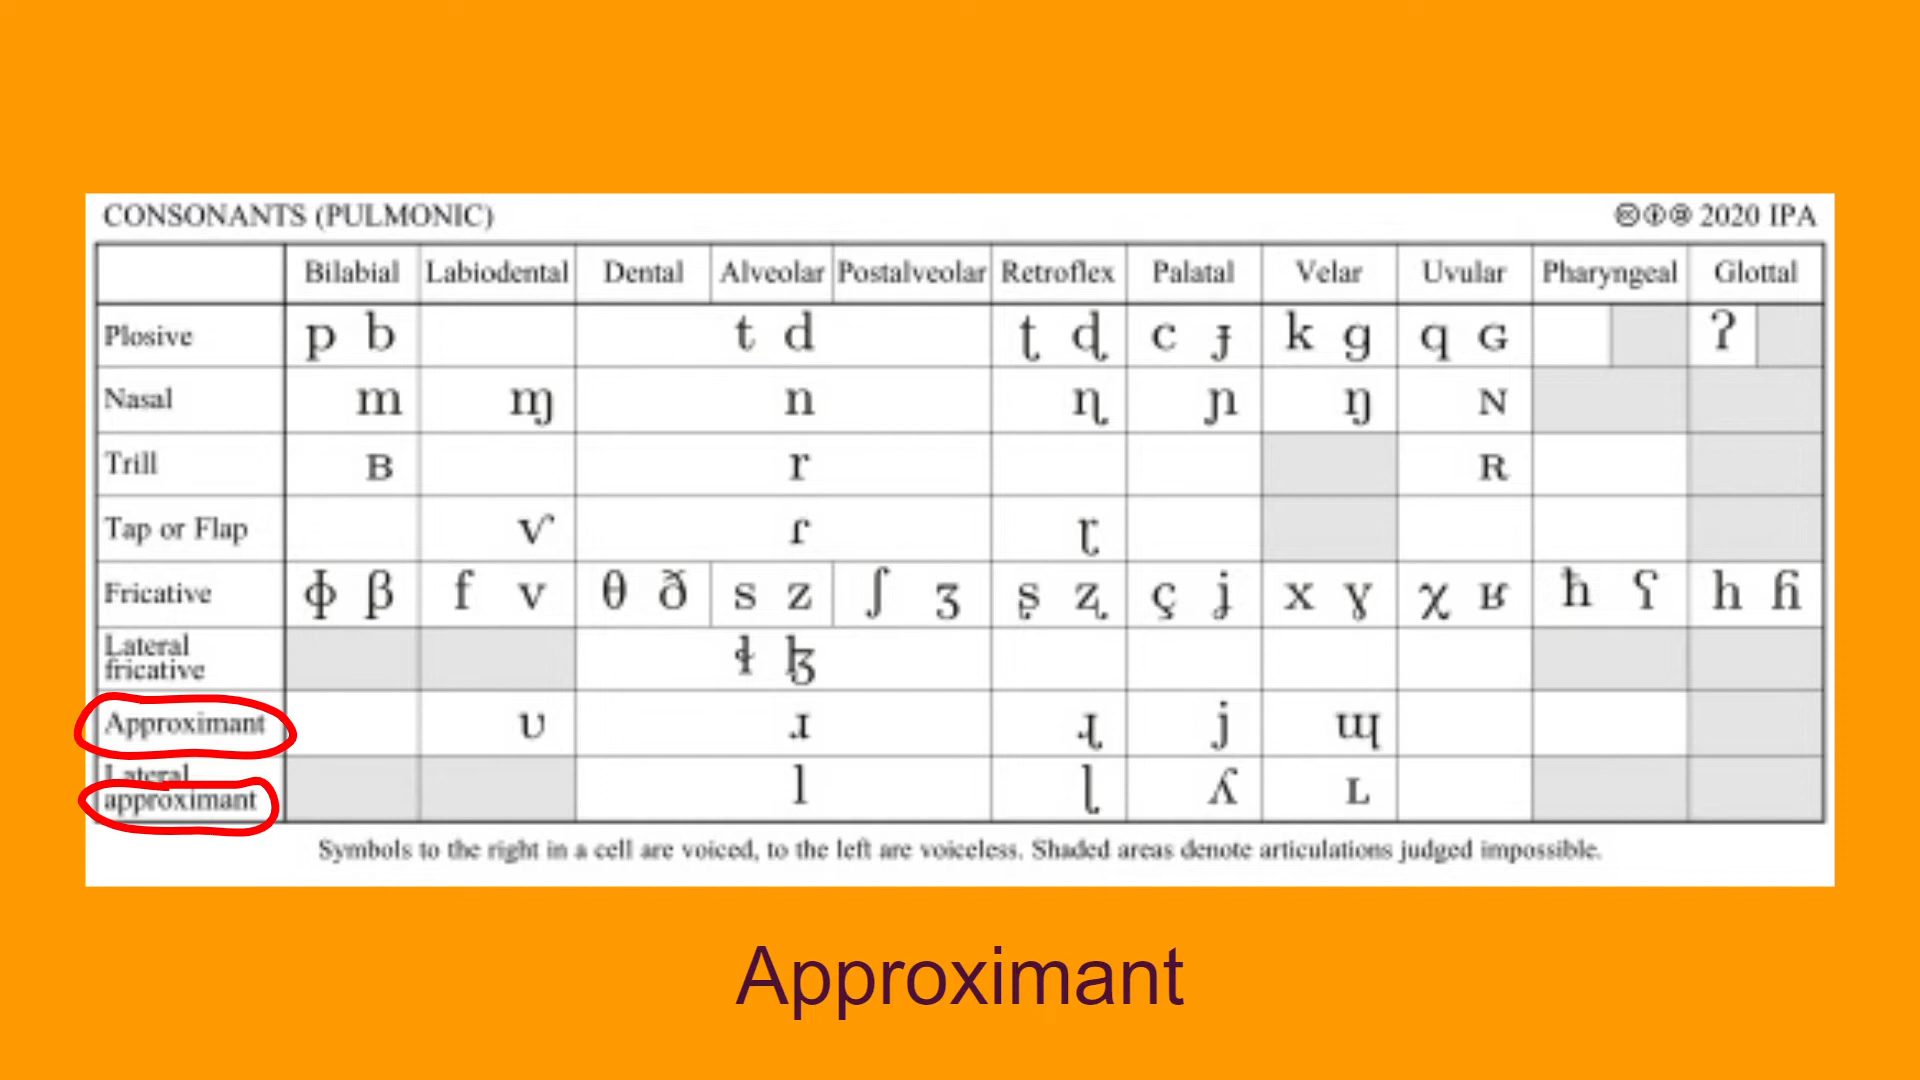 CONSONANTS (PULMONIC) 2020 IPA
Bilabial Labiodental Dental Alveolar Postalveolar Retroflex Palatal Velar Uvular Pharyngeal Glottal
Plosive p b t d ʈ ɖ c ɟ k ɡ q ɢ ʔ
Nasal m ɱ n ɳ ɲ ŋ ɴ
Trill ʙ r ʀ
Tap or Flap ⱱ ɾ ɽ
Fricative ɸ β f v θ ð s z ʃ ʒ ʂ ʐ ç ʝ x ɣ χ ʁ ħ ʕ h ɦ
Lateral
fricative ɬ ɮ
Approximant ʋ ɹ ɻ j ɰ
Lateral
approximant l ɭ ʎ ʟ
Symbols to the right in a cell are voiced, to the left are voiceless. Shaded areas denote articulations judged impossible.
Approximant